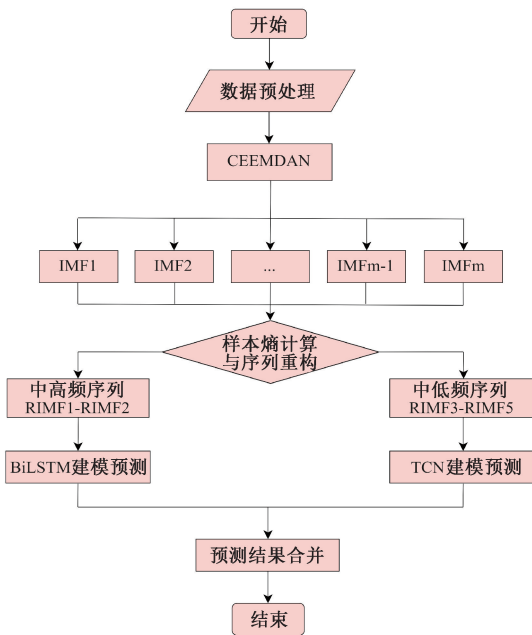 开始
数据预处理
CEEMDAN
IMF1
IMF2
...
IMFm-1
IMFm
样本熵计算
与序列重构
中高频序列
RIMF1-RIMF2
中低频序列
RIMF3-RIMF5
BiLSTM建模预测
TCN建模预测
预测结果合并
结束